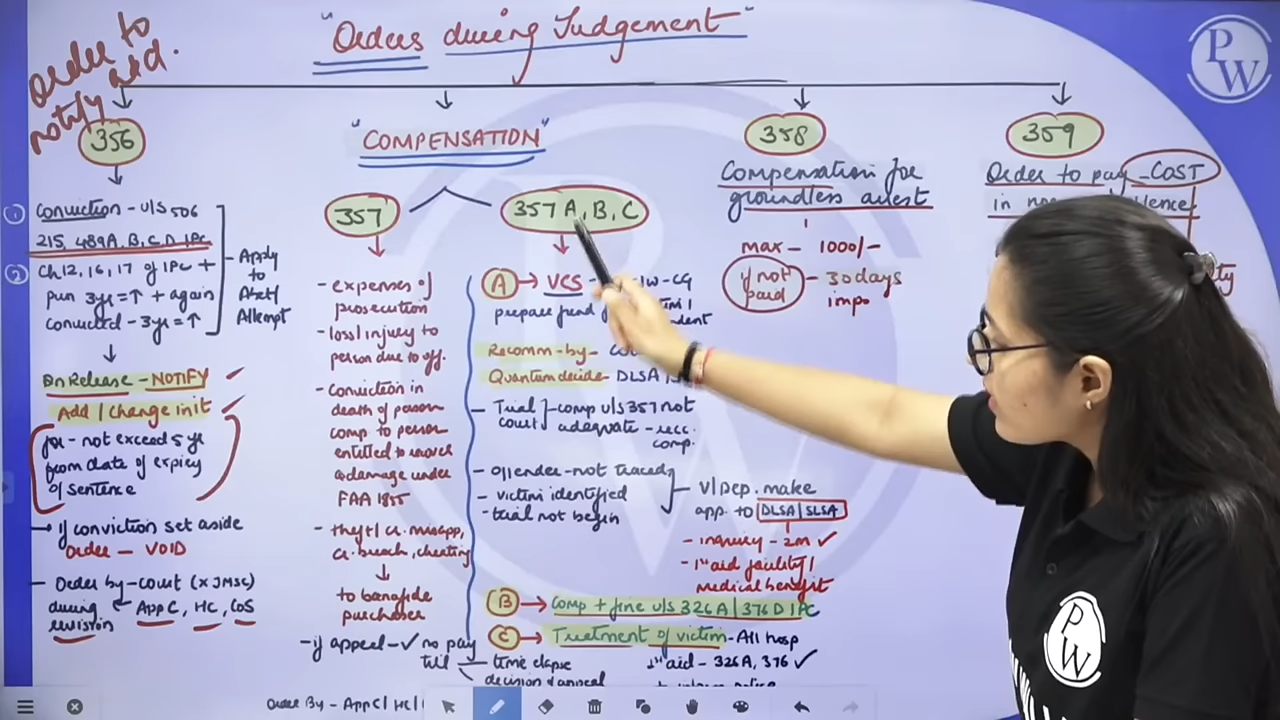 "Orders during Judgement"
Order to
notify add.
356
Conviction - u/s 506
215, 489A, B, C, D IPC
Ch 12, 16, 17 of IPC +
pun 3yr = ↑ + again
convicted - 3yr = ↑
Apply
to
Abet/
Attempt
On Release - NOTIFY
Add / change in it
for - not exceed 5 yr
from date of expiry
of sentence
→ if conviction set aside
order - VOID
- Order by - court (x JMSC)
during App C, HC, COS
revision
"COMPENSATION"
357
- expenses of
prosecution
- loss/injury to
person due to off.
- Conviction in
death of person
comp to person
entitled to recover
damage under
FAA 1855
- theft / cr. misapp,
cr. breach, cheating
to bonafide
purchaser
- if appeal - ✓ no pay
till
time elapse
decision of appeal
Order By - App C / HC /
357 A, B, C
A → VCS
prepare fund
Recomm - by -
Quantum decide - DLSA /
- Trial
court
comp u/s 357 not
adequate - rec.
comp.
- offender - not traced
- victim identified
- trial not begin
V/Dep. make
app. to DLSA / SLSA
- inquiry - 2m ✓
- 1st aid facility /
medical benefit
B → Comp + fine u/s 326A / 376D IPC
C → Treatment of victim - All hosp
1st aid - 326A, 376 ✓
358
Compensation for
groundless arrest
max - 1000/-
if not
paid
- 30 days
impo
359
Order to pay - COST
in
PW
PW